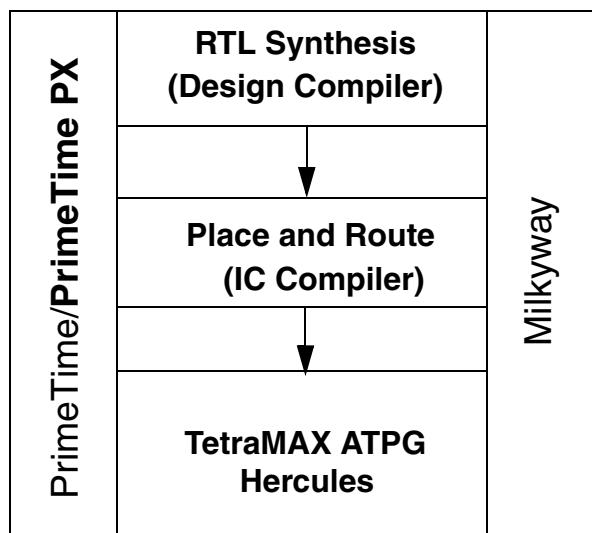 PrimeTime/PrimeTime PX
RTL Synthesis
(Design Compiler)
Place and Route
(IC Compiler)
TetraMAX ATPG
Hercules
Milkyway